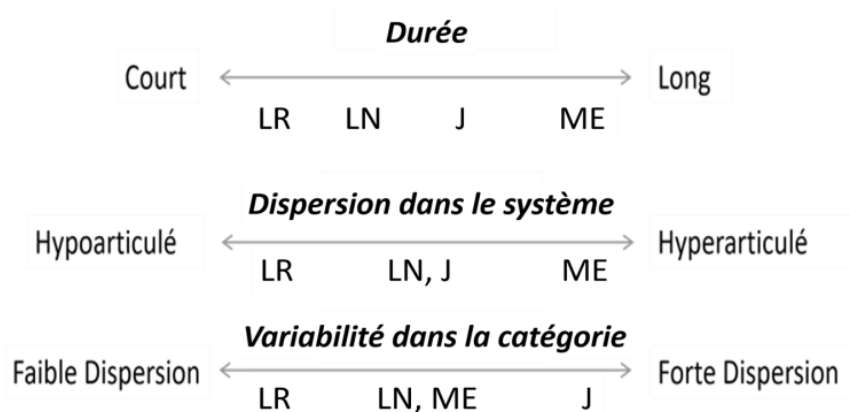 Durée
Court Long
LR LN J ME
Dispersion dans le système
Hypoarticulé Hyperarticulé
LR LN, J ME
Variabilité dans la catégorie
Faible Dispersion Forte Dispersion
LR LN, ME J